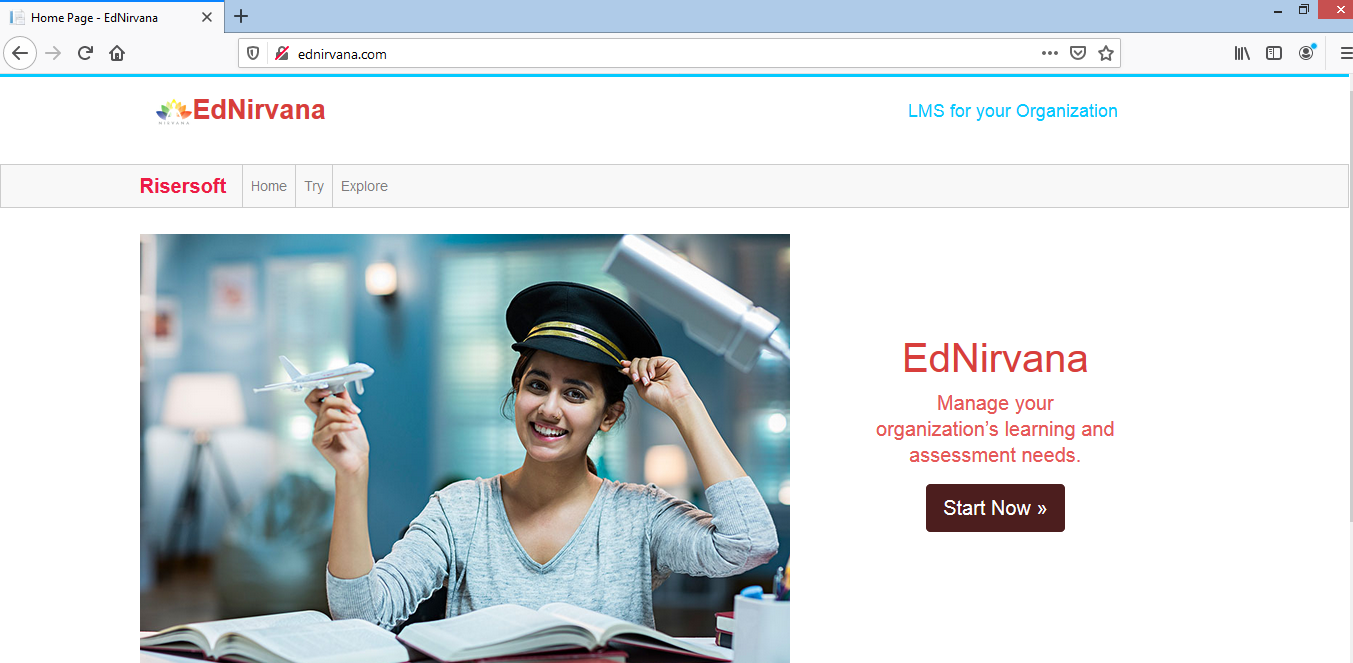 Home Page - EdNirvana
ednirvana.com
EdNirvana
NIRVANA
LMS for your Organization
Risersoft
Home
Try
Explore
EdNirvana
Manage your
organization’s learning and
assessment needs.
Start Now »